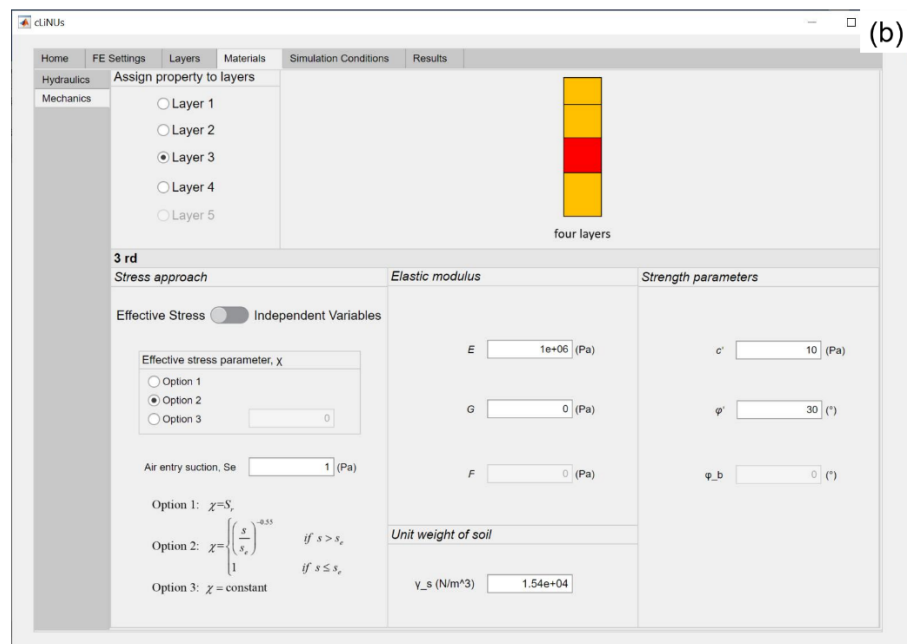 cLiNUs
(b)
Home FE Settings Layers Materials Simulation Conditions Results
Hydraulics
Mechanics
Assign property to layers
Layer 1
Layer 2
Layer 3
Layer 4
Layer 5
four layers
3 rd
Stress approach
Effective Stress Independent Variables
Effective stress parameter, χ
Option 1
Option 2
Option 3 0
Air entry suction, Se 1 (Pa)
Option 1: χ=Sᵣ
Option 2: χ={(s/sₑ)^-0.55 if s > sₑ
1 if s ≤ sₑ
Option 3: χ = constant
Elastic modulus
E 1e+06 (Pa)
G 0 (Pa)
F 0 (Pa)
Unit weight of soil
γ_s (N/m^3) 1.54e+04
Strength parameters
c' 10 (Pa)
φ' 30 (°)
φ_b 0 (°)